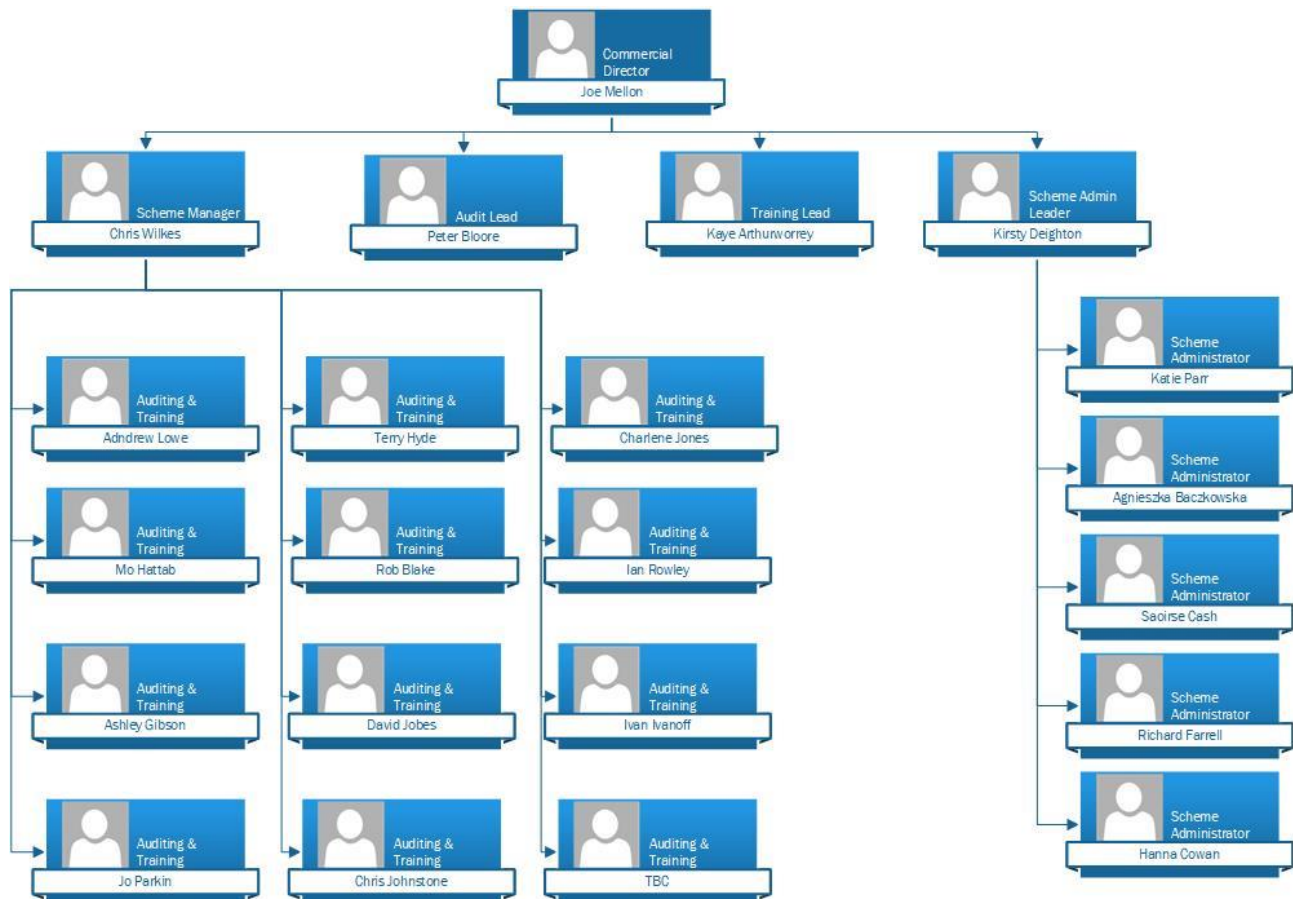 Commercial
Director
Joe Mellon
Scheme Manager
Chris Wilkes
Audit Lead
Peter Bloore
Training Lead
Kaye Arthurworrey
Scheme Admin
Leader
Kirsty Deighton
Auditing &
Training
Adndrew Lowe
Auditing &
Training
Terry Hyde
Auditing &
Training
Charlene Jones
Scheme
Administrator
Katie Parr
Auditing &
Training
Mo Hattab
Auditing &
Training
Rob Blake
Auditing &
Training
Ian Rowley
Scheme
Administrator
Agnieszka Baczkowska
Scheme
Administrator
Saoirse Cash
Auditing &
Training
Ashley Gibson
Auditing &
Training
David Jobes
Auditing &
Training
Ivan Ivanoff
Scheme
Administrator
Richard Farrell
Auditing &
Training
Jo Parkin
Auditing &
Training
Chris Johnstone
Auditing &
Training
TBC
Scheme
Administrator
Hanna Cowan